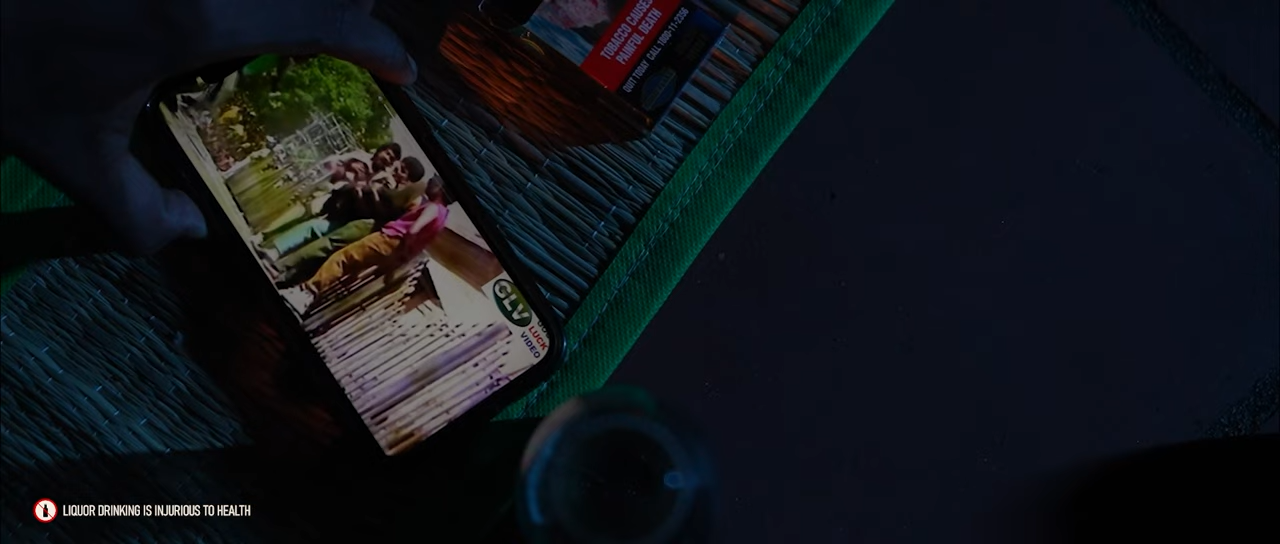 TOBACCO CAUSES
PAINFUL DEATH
QUIT TODAY CALL 1800-11-2356
GLV
LUCK
VIDEO
LIQUOR DRINKING IS INJURIOUS TO HEALTH